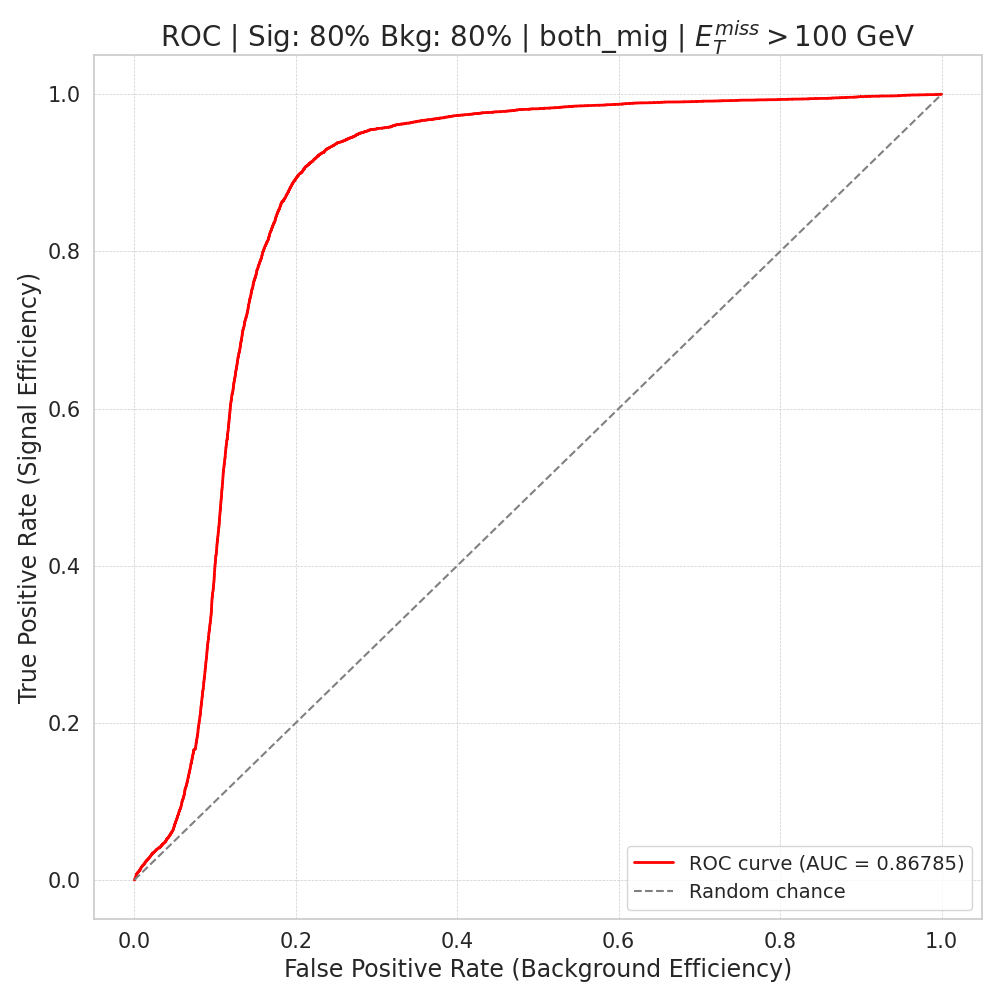 ROC | Sig: 80% Bkg: 80% | both_mig | $E_T^{miss} > 100$ GeV
1.0
0.8
0.6
0.4
0.2
0.0
True Positive Rate (Signal Efficiency)
ROC curve (AUC = 0.86785)
Random chance
0.0 0.2 0.4 0.6 0.8 1.0
False Positive Rate (Background Efficiency)